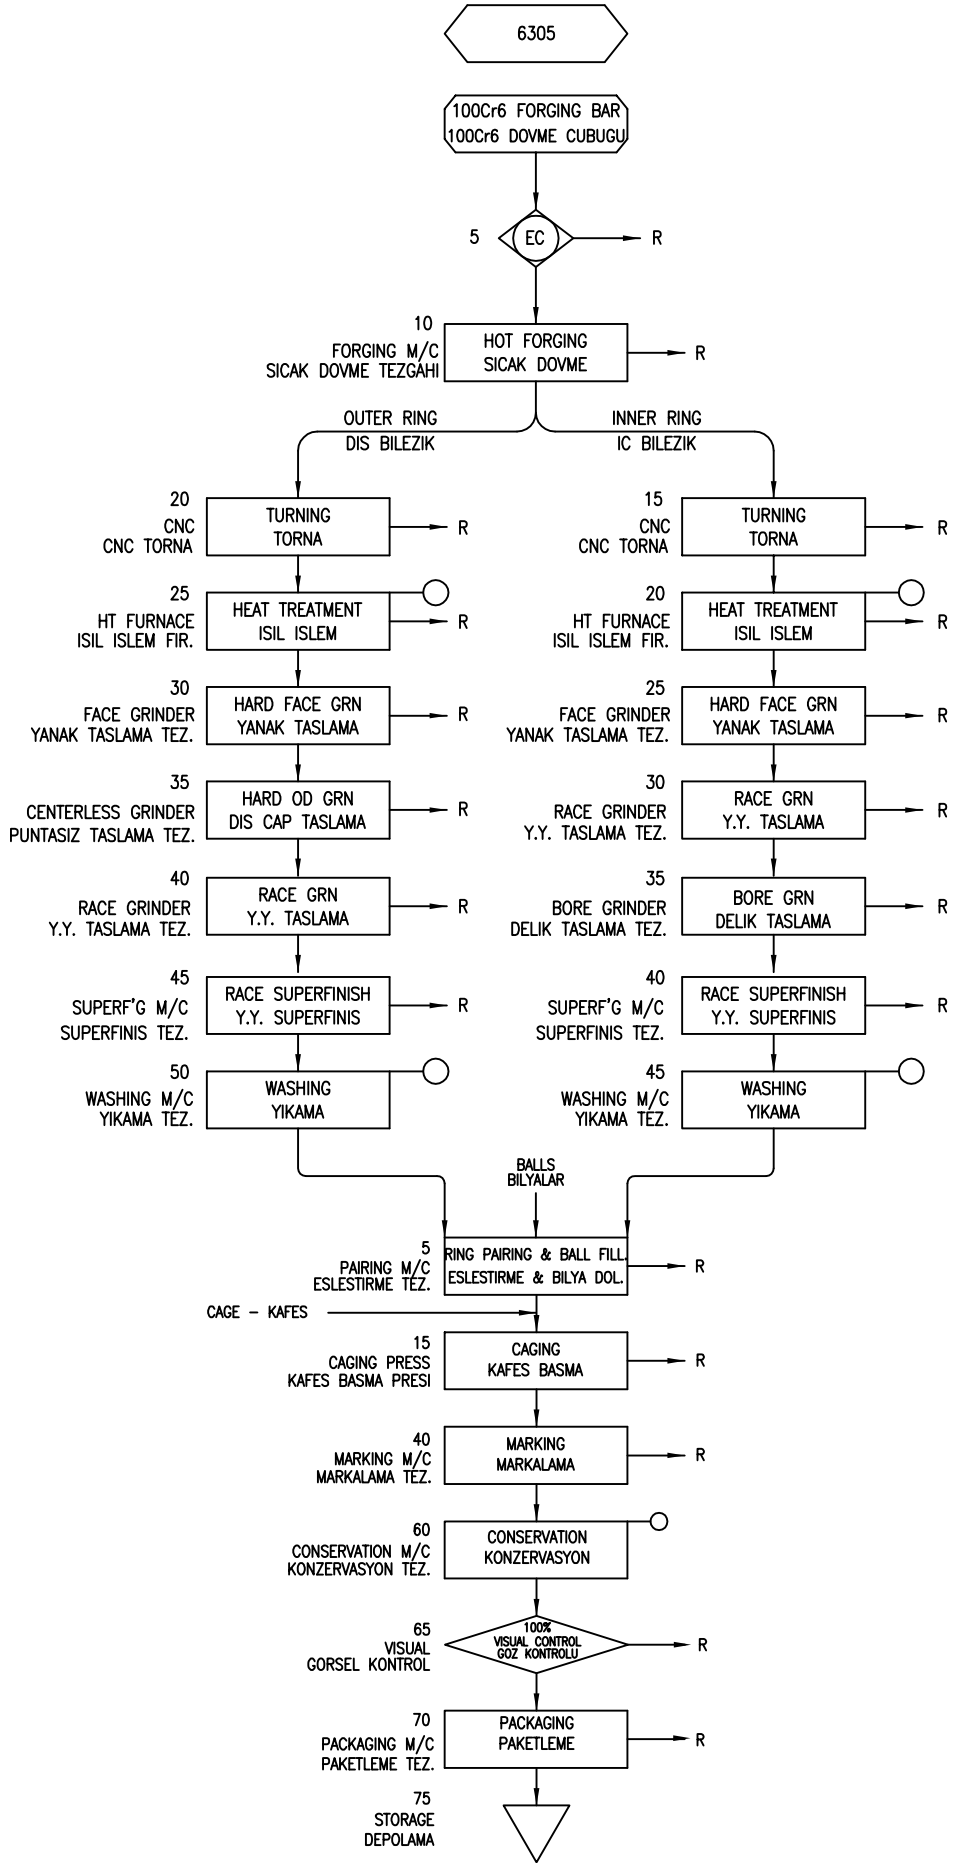 6305
100Cr6 FORGING BAR
100Cr6 DOVME CUBUGU
5
EC
R
10
FORGING M/C
SICAK DOVME TEZGAHI
HOT FORGING
SICAK DOVME
R
OUTER RING
DIS BILEZIK
INNER RING
IC BILEZIK
20
CNC
CNC TORNA
TURNING
TORNA
R
15
CNC
CNC TORNA
TURNING
TORNA
R
25
HT FURNACE
ISIL ISLEM FIR.
HEAT TREATMENT
ISIL ISLEM
R
20
HT FURNACE
ISIL ISLEM FIR.
HEAT TREATMENT
ISIL ISLEM
R
30
FACE GRINDER
YANAK TASLAMA TEZ.
HARD FACE GRN
YANAK TASLAMA
R
25
FACE GRINDER
YANAK TASLAMA TEZ.
HARD FACE GRN
YANAK TASLAMA
R
35
CENTERLESS GRINDER
PUNTASIZ TASLAMA TEZ.
HARD OD GRN
DIS CAP TASLAMA
R
30
RACE GRINDER
Y.Y. TASLAMA TEZ.
RACE GRN
Y.Y. TASLAMA
R
40
RACE GRINDER
Y.Y. TASLAMA TEZ.
RACE GRN
Y.Y. TASLAMA
R
35
BORE GRINDER
DELIK TASLAMA TEZ.
BORE GRN
DELIK TASLAMA
R
45
SUPERF'G M/C
SUPERFINIS TEZ.
RACE SUPERFINISH
Y.Y. SUPERFINIS
R
40
SUPERF'G M/C
SUPERFINIS TEZ.
RACE SUPERFINISH
Y.Y. SUPERFINIS
R
50
WASHING M/C
YIKAMA TEZ.
WASHING
YIKAMA
45
WASHING M/C
YIKAMA TEZ.
WASHING
YIKAMA
BALLS
BILYALAR
5
PAIRING M/C
ESLESTIRME TEZ.
RING PAIRING & BALL FILL.
ESLESTIRME & BILYA DOL.
R
CAGE - KAFES
15
CAGING PRESS
KAFES BASMA PRESI
CAGING
KAFES BASMA
R
40
MARKING M/C
MARKALAMA TEZ.
MARKING
MARKALAMA
R
60
CONSERVATION M/C
KONZERVASYON TEZ.
CONSERVATION
KONZERVASYON
65
VISUAL
GORSEL KONTROL
100%
VISUAL CONTROL
GOZ KONTROLU
R
70
PACKAGING M/C
PAKETLEME TEZ.
PACKAGING
PAKETLEME
R
75
STORAGE
DEPOLAMA